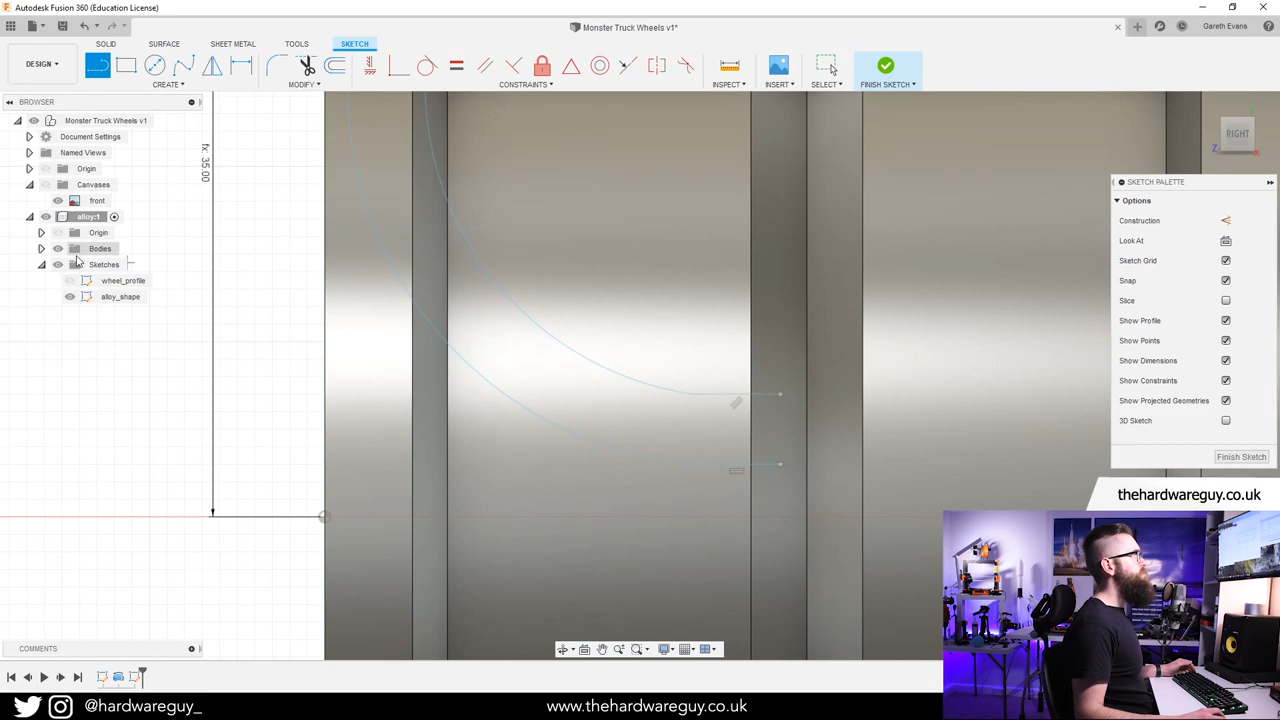 Autodesk Fusion 360 (Education License)
Monster Truck Wheels v1*
Gareth Evans
SOLID SURFACE SHEET METAL TOOLS SKETCH
DESIGN
CREATE MODIFY CONSTRAINTS INSPECT INSERT SELECT FINISH SKETCH
BROWSER
Monster Truck Wheels v1
Document Settings
Named Views
Origin
Canvases
front
alloy:1
Origin
Bodies
Sketches
wheel_profile
alloy_shape
fx: 35.00
RIGHT
Z
X
SKETCH PALETTE
Options
Construction
Look At
Sketch Grid
Snap
Slice
Show Profile
Show Points
Show Dimensions
Show Constraints
Show Projected Geometries
3D Sketch
Finish Sketch
thehardwareguy.co.uk
COMMENTS
@hardwareguy_
www.thehardwareguy.co.uk